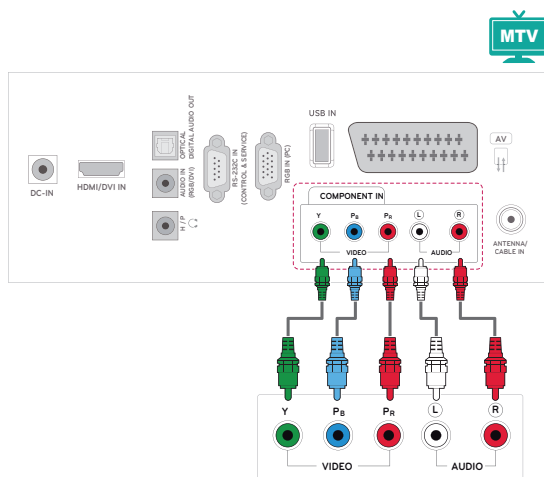 MTV
USB IN
AV
OPTICAL
DIGITAL AUDIO OUT
AUDIO IN
(RGB/DVI)
H / P
RS-232C IN
(CONTROL & SERVICE)
RGB IN (PC)
DC-IN
HDMI/DVI IN
COMPONENT IN
Y PB PR L R
VIDEO AUDIO
ANTENNA/
CABLE IN
Y PB PR L R
VIDEO AUDIO